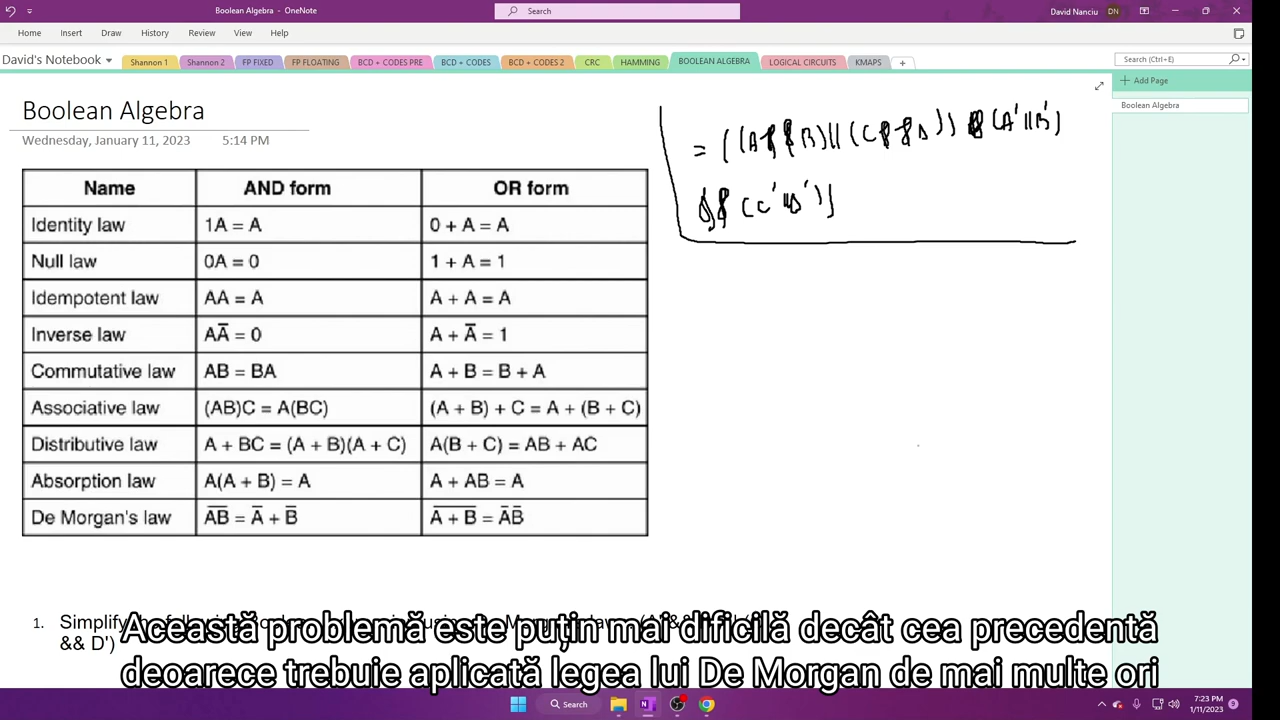 Boolean Algebra - OneNote
Search
David Nanciu DN
Home Insert Draw History Review View Help
David's Notebook
Shannon 1 Shannon 2 FP FIXED FP FLOATING BCD + CODES PRE BCD + CODES BCD + CODES 2 CRC HAMMING BOOLEAN ALGEBRA LOGICAL CIRCUITS KMAPS
Search (Ctrl+E)
Add Page
Boolean Algebra
Boolean Algebra
Wednesday, January 11, 2023 5:14 PM
= ((A&&B)||(C&&D)) && (A'||B')
&& (C'||D'))
Name AND form OR form
Identity law 1A = A 0 + A = A
Null law 0A = 0 1 + A = 1
Idempotent law AA = A A + A = A
Inverse law AĀ = 0 A + Ā = 1
Commutative law AB = BA A + B = B + A
Associative law (AB)C = A(BC) (A + B) + C = A + (B + C)
Distributive law A + BC = (A + B)(A + C) A(B + C) = AB + AC
Absorption law A(A + B) = A A + AB = A
De Morgan's law A̅B̅ = Ā + B̄ A̅ ̅+̅ ̅B̅ = ĀB̄
1. Simplify
&& D')
Această problemă este puțin mai dificilă decât cea precedentă
deoarece trebuie aplicată legea lui De Morgan de mai multe ori
Search
7:23 PM
1/11/2023